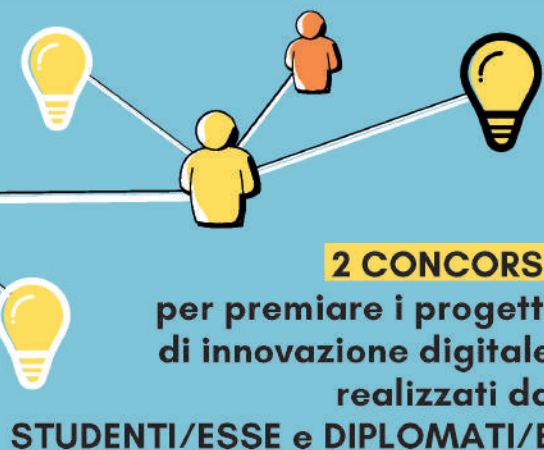 2 CONCORS
per premiare i progett
di innovazione digitale
realizzati da
STUDENTI/ESSE e DIPLOMATI/E